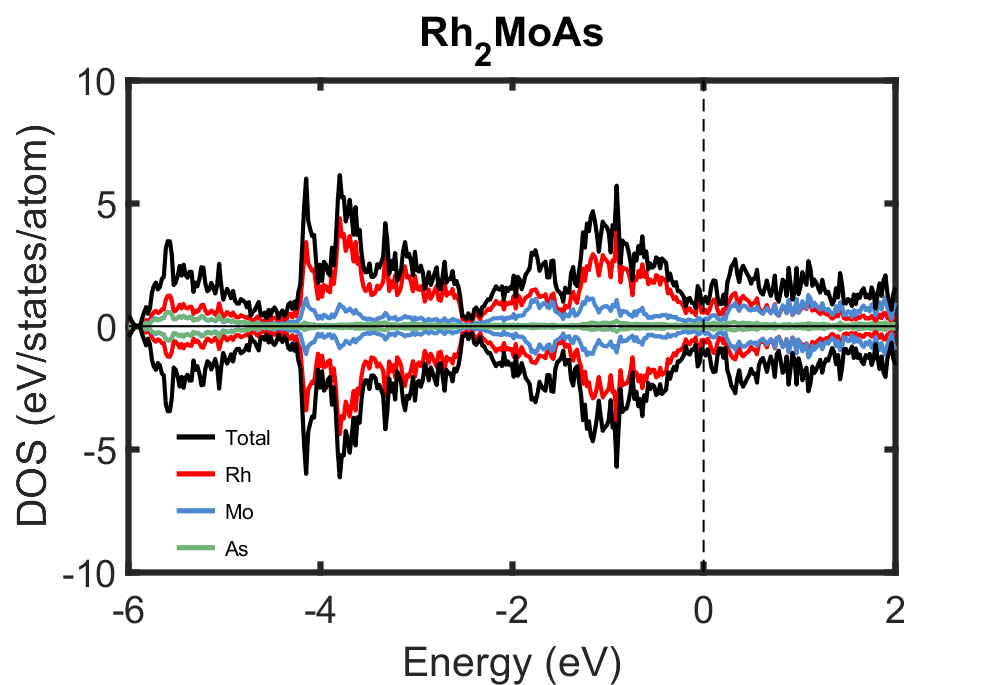 Rh₂MoAs
DOS (eV/states/atom)
10
5
0
-5
-10
Total
Rh
Mo
As
-6
-4
-2
0
2
Energy (eV)